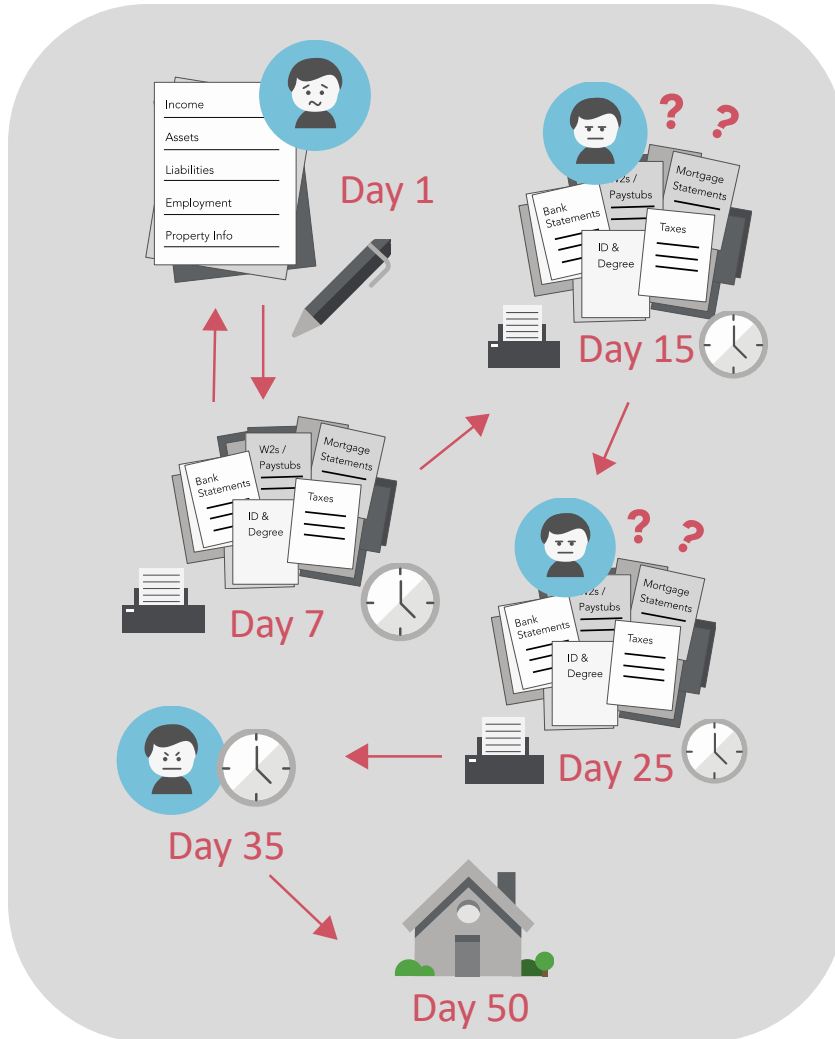 Income
Assets
Liabilities
Employment
Property Info
Day 1
? ?
W2s /
Paystubs
Mortgage
Statements
Bank
Statements
Taxes
ID &
Degree
Day 15
W2s /
Paystubs
Mortgage
Statements
Bank
Statements
Taxes
ID &
Degree
Day 7
? ?
W2s /
Paystubs
Mortgage
Statements
Bank
Statements
Taxes
ID &
Degree
Day 25
Day 35
Day 50